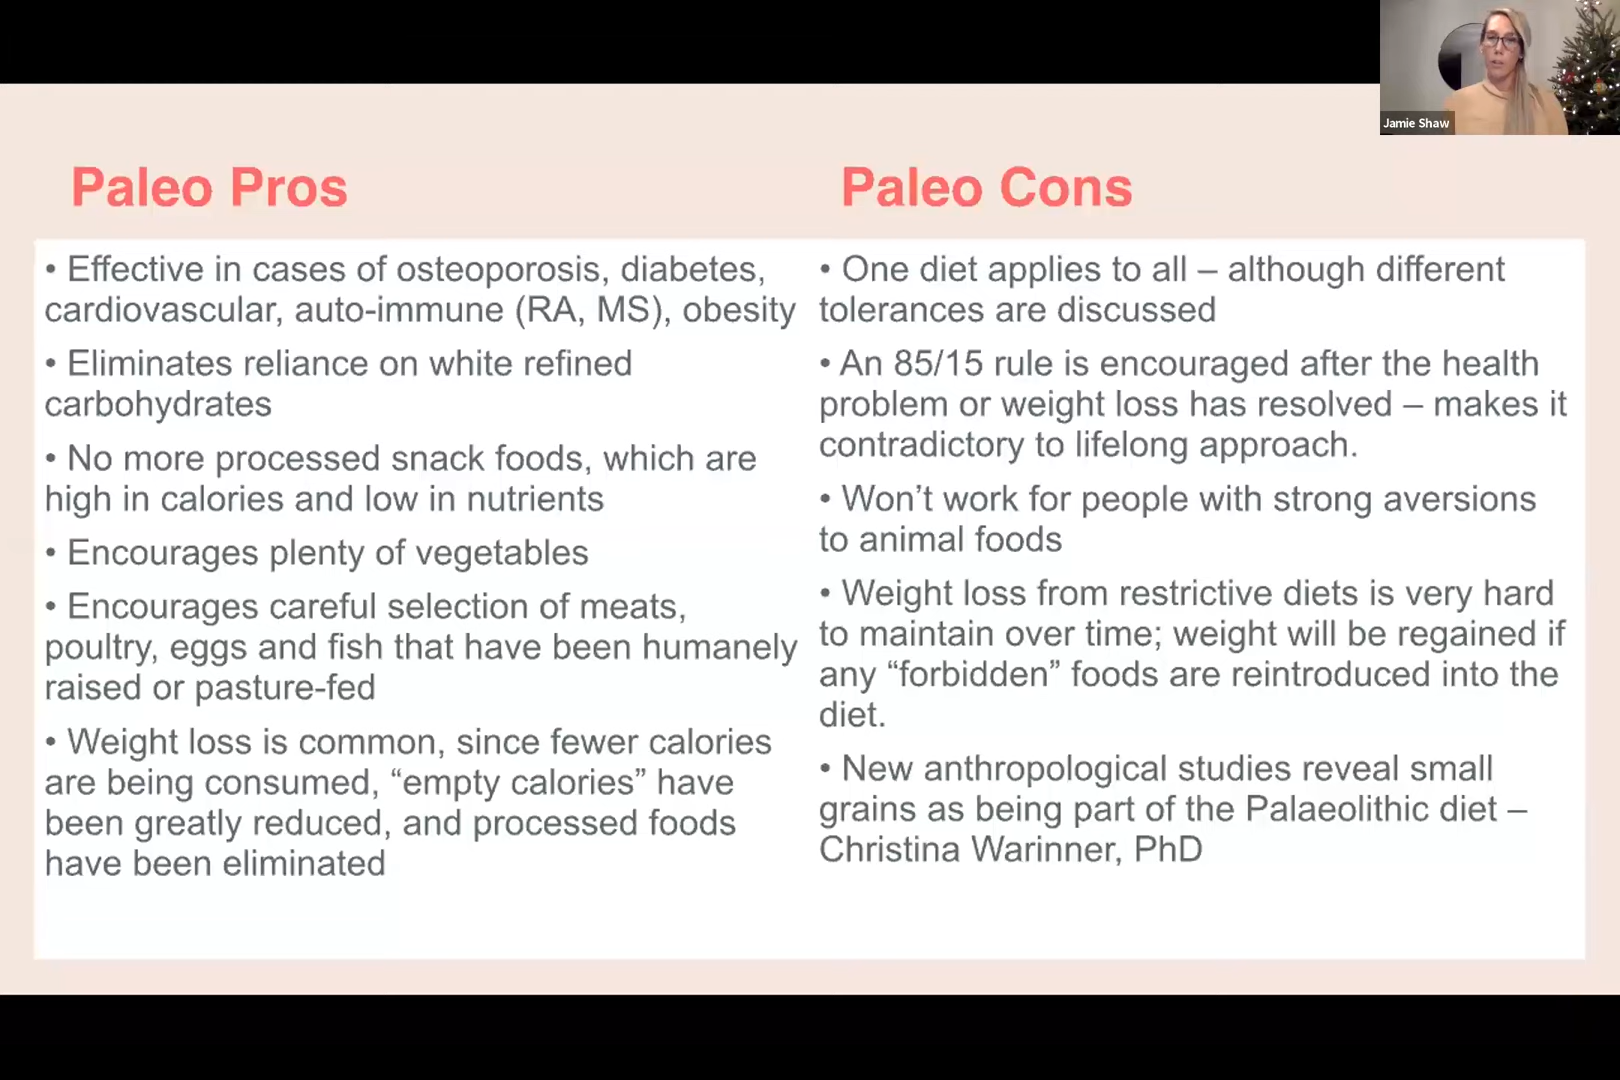 Jamie Shaw
Paleo Pros
• Effective in cases of osteoporosis, diabetes,
cardiovascular, auto-immune (RA, MS), obesity
• Eliminates reliance on white refined
carbohydrates
• No more processed snack foods, which are
high in calories and low in nutrients
• Encourages plenty of vegetables
• Encourages careful selection of meats,
poultry, eggs and fish that have been humanely
raised or pasture-fed
• Weight loss is common, since fewer calories
are being consumed, “empty calories” have
been greatly reduced, and processed foods
have been eliminated
Paleo Cons
• One diet applies to all – although different
tolerances are discussed
• An 85/15 rule is encouraged after the health
problem or weight loss has resolved – makes it
contradictory to lifelong approach.
• Won’t work for people with strong aversions
to animal foods
• Weight loss from restrictive diets is very hard
to maintain over time; weight will be regained if
any “forbidden” foods are reintroduced into the
diet.
• New anthropological studies reveal small
grains as being part of the Palaeolithic diet –
Christina Warinner, PhD